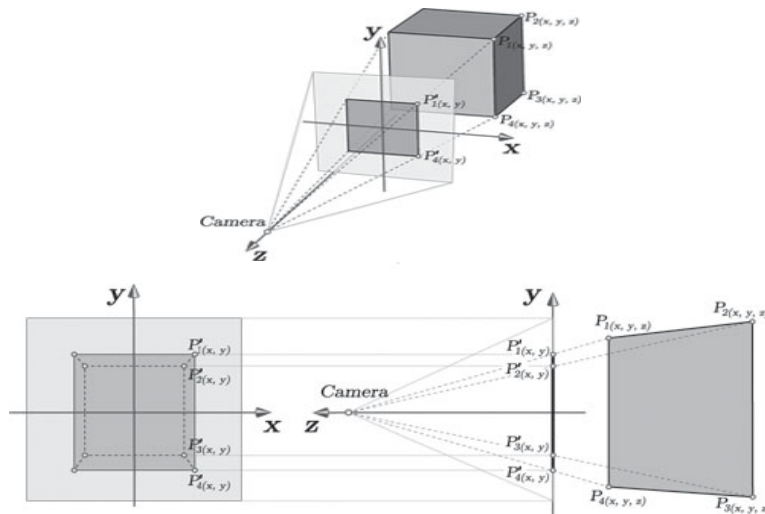 y
P2(x, y, z)
P1(x, y, z)
P'1(x, y)
P3(x, y, z)
P4(x, y, z)
x
P'4(x, y)
Camera
z
y
y
P2(x, y, z)
P1(x, y, z)
P'1(x, y)
P'1(x, y)
P'2(x, y)
P'2(x, y)
Camera
x
z
P'3(x, y)
P'3(x, y)
P'4(x, y)
P'4(x, y)
P4(x, y, z)
P3(x, y, z)